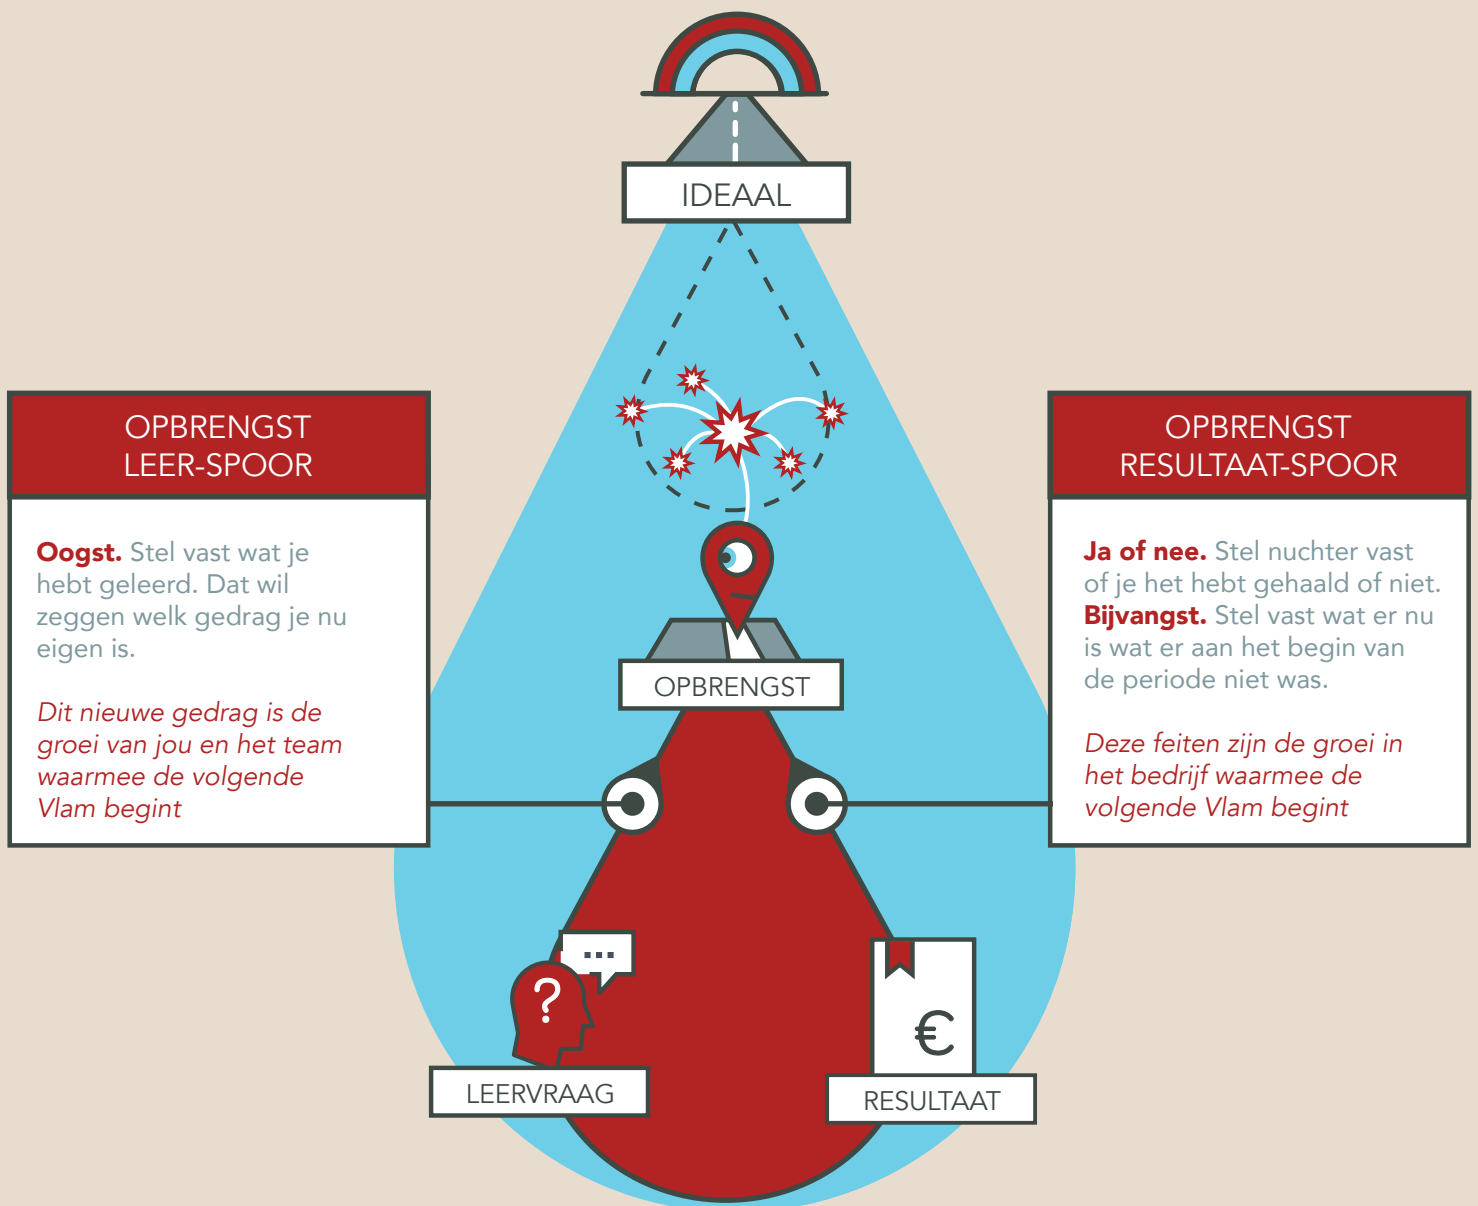 IDEAAL
OPBRENGST
LEER-SPOOR
Oogst. Stel vast wat je
hebt geleerd. Dat wil
zeggen welk gedrag je nu
eigen is.
Dit nieuwe gedrag is de
groei van jou en het team
waarmee de volgende
Vlam begint
OPBRENGST
RESULTAAT-SPOOR
Ja of nee. Stel nuchter vast
of je het hebt gehaald of niet.
Bijvangst. Stel vast wat er nu
is wat er aan het begin van
de periode niet was.
Deze feiten zijn de groei in
het bedrijf waarmee de
volgende Vlam begint
OPBRENGST
...
?
€
LEERVRAAG
RESULTAAT